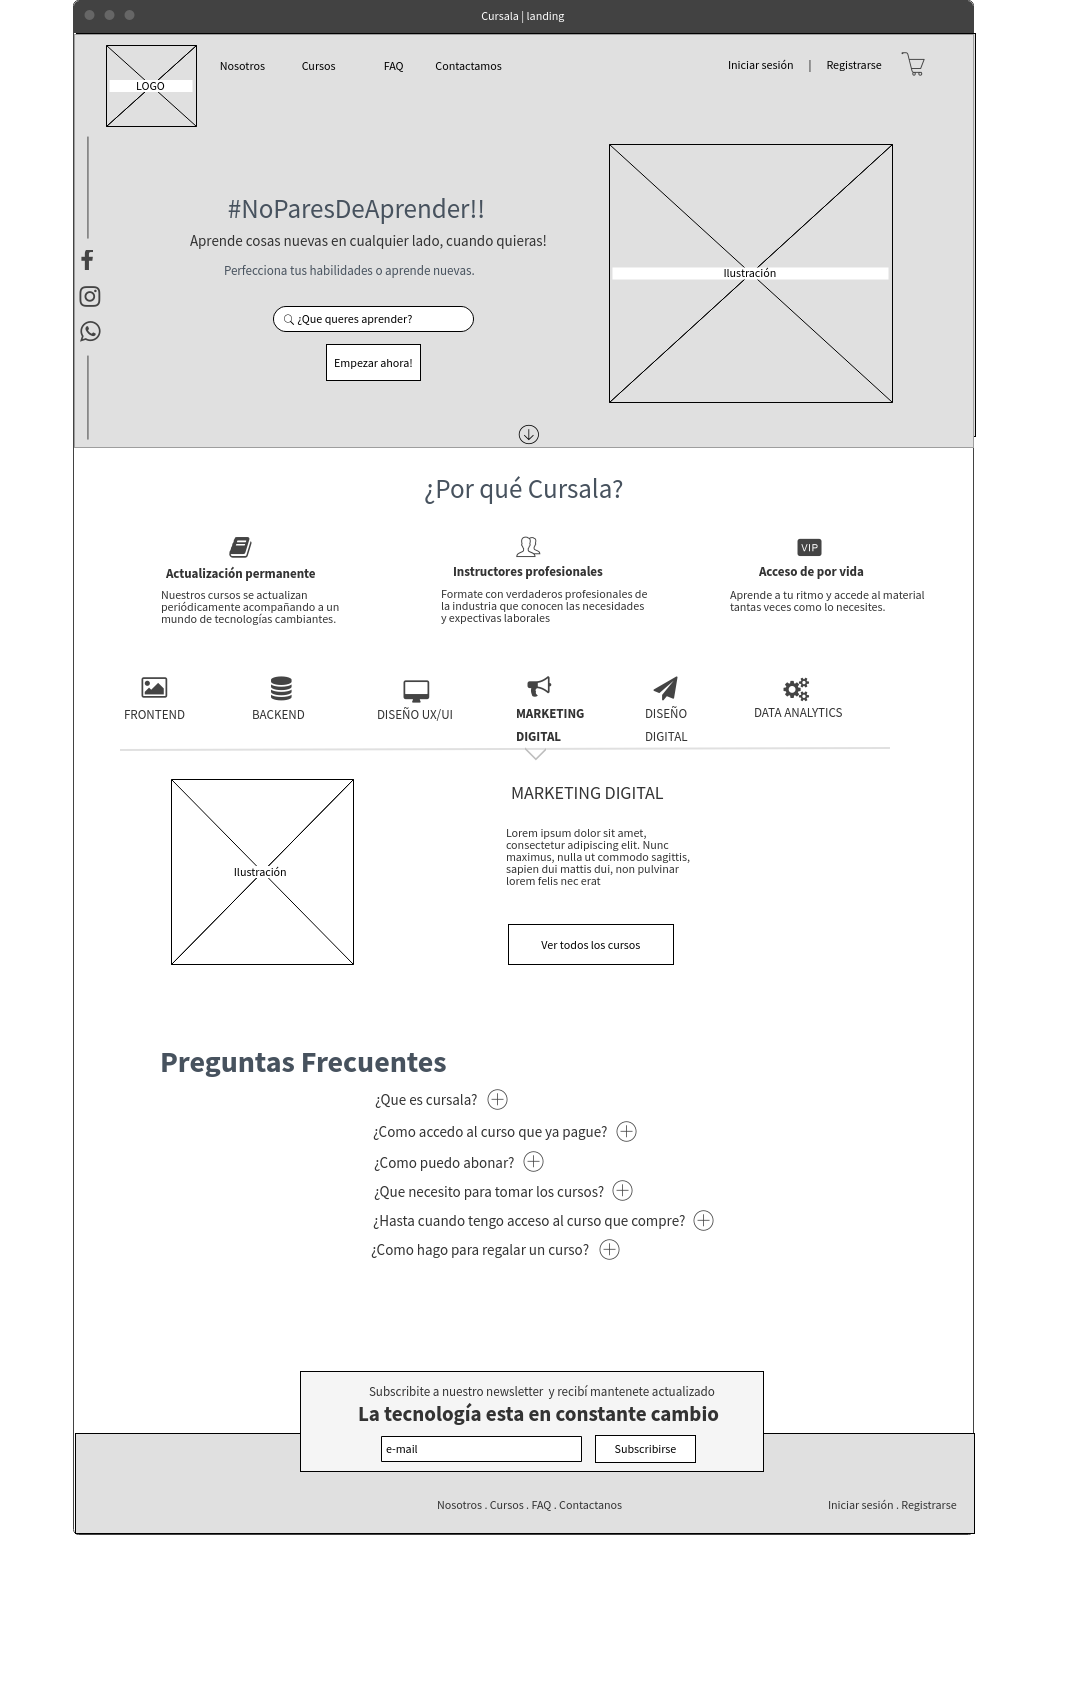 Cursala | landing
LOGO
Nosotros
Cursos
FAQ
Contactamos
Iniciar sesión | Registrarse
#NoParesDeAprender!!
Aprende cosas nuevas en cualquier lado, cuando quieras!
Perfecciona tus habilidades o aprende nuevas.
¿Que queres aprender?
Empezar ahora!
Ilustración
¿Por qué Cursala?
VIP
Actualización permanente
Nuestros cursos se actualizan
periódicamente acompañando a un
mundo de tecnologías cambiantes.
Instructores profesionales
Formate con verdaderos profesionales de
la industria que conocen las necesidades
y expectivas laborales
Acceso de por vida
Aprende a tu ritmo y accede al material
tantas veces como lo necesites.
FRONTEND
BACKEND
DISEÑO UX/UI
MARKETING
DIGITAL
DISEÑO
DIGITAL
DATA ANALYTICS
Ilustración
MARKETING DIGITAL
Lorem ipsum dolor sit amet,
consectetur adipiscing elit. Nunc
maximus, nulla ut commodo sagittis,
sapien dui mattis dui, non pulvinar
lorem felis nec erat
Ver todos los cursos
Preguntas Frecuentes
¿Que es cursala?
¿Como accedo al curso que ya pague?
¿Como puedo abonar?
¿Que necesito para tomar los cursos?
¿Hasta cuando tengo acceso al curso que compre?
¿Como hago para regalar un curso?
Subscribite a nuestro newsletter y recibí mantenete actualizado
La tecnología esta en constante cambio
e-mail
Subscribirse
Nosotros . Cursos . FAQ . Contactanos
Iniciar sesión . Registrarse